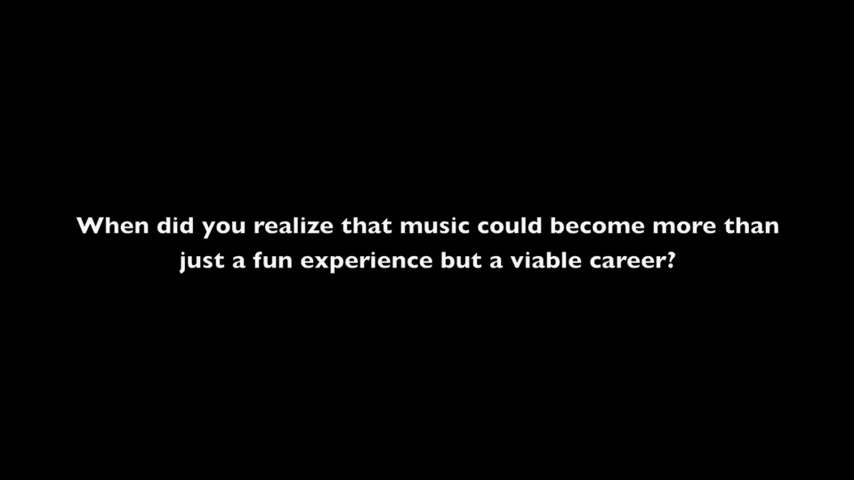 When did you realize that music could become more than
just a fun experience but a viable career?